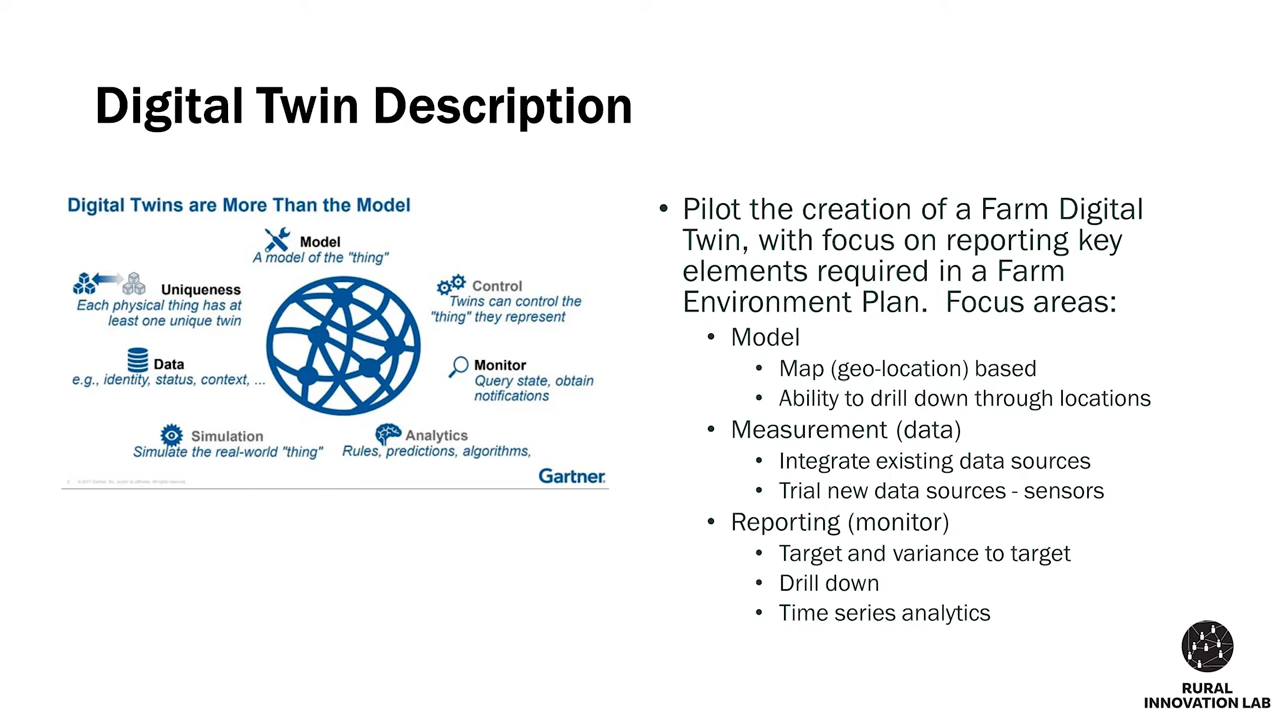 Digital Twin Description
Digital Twins are More Than the Model
Model
A model of the "thing"
Uniqueness
Each physical thing has at
least one unique twin
Control
Twins can control the
"thing" they represent
Data
e.g., identity, status, context, ...
Monitor
Query state, obtain
notifications
Simulation
Simulate the real-world "thing"
Analytics
Rules, predictions, algorithms,
Gartner
• Pilot the creation of a Farm Digital
Twin, with focus on reporting key
elements required in a Farm
Environment Plan. Focus areas:
• Model
• Map (geo-location) based
• Ability to drill down through locations
• Measurement (data)
• Integrate existing data sources
• Trial new data sources - sensors
• Reporting (monitor)
• Target and variance to target
• Drill down
• Time series analytics
RURAL
INNOVATION LAB